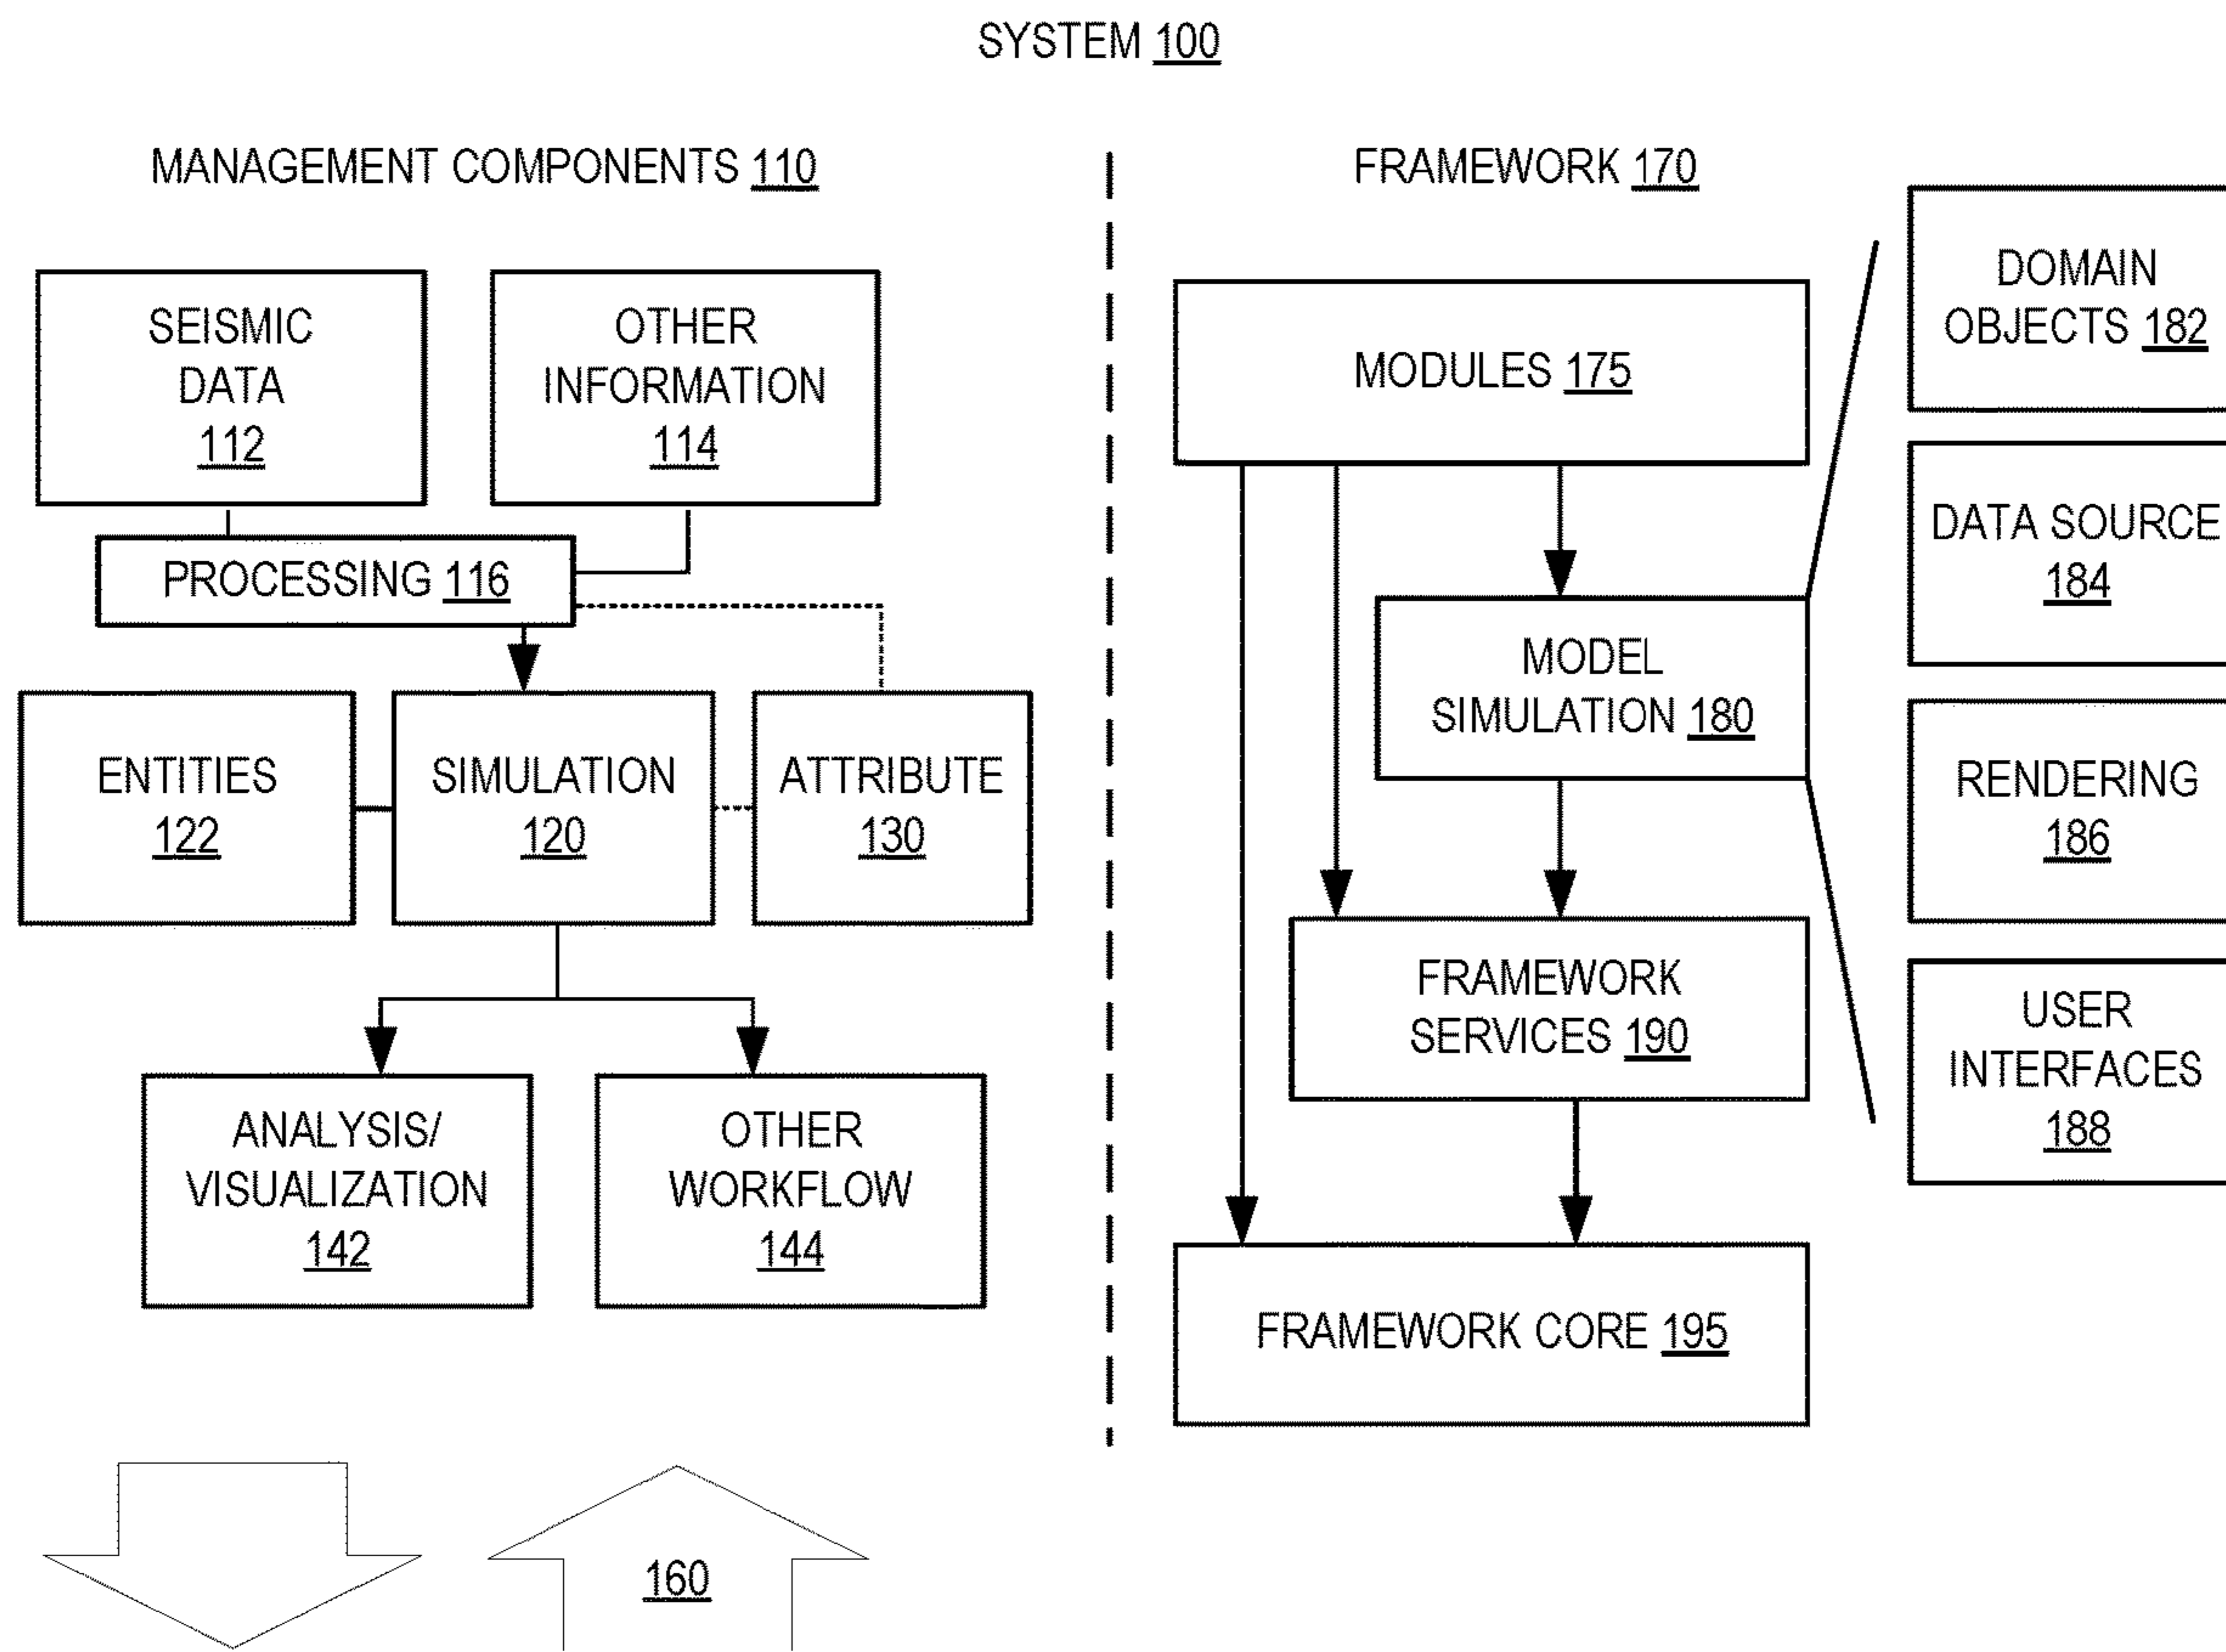 SYSTEM 100
MANAGEMENT COMPONENTS 110
SEISMIC
DATA
112
OTHER
INFORMATION
114
PROCESSING 116
ENTITIES
122
SIMULATION
120
ATTRIBUTE
130
ANALYSIS/
VISUALIZATION
142
OTHER
WORKFLOW
144
160
FRAMEWORK 170
MODULES 175
MODEL
SIMULATION 180
FRAMEWORK
SERVICES 190
FRAMEWORK CORE 195
DOMAIN
OBJECTS 182
DATA SOURCE
184
RENDERING
186
USER
INTERFACES
188